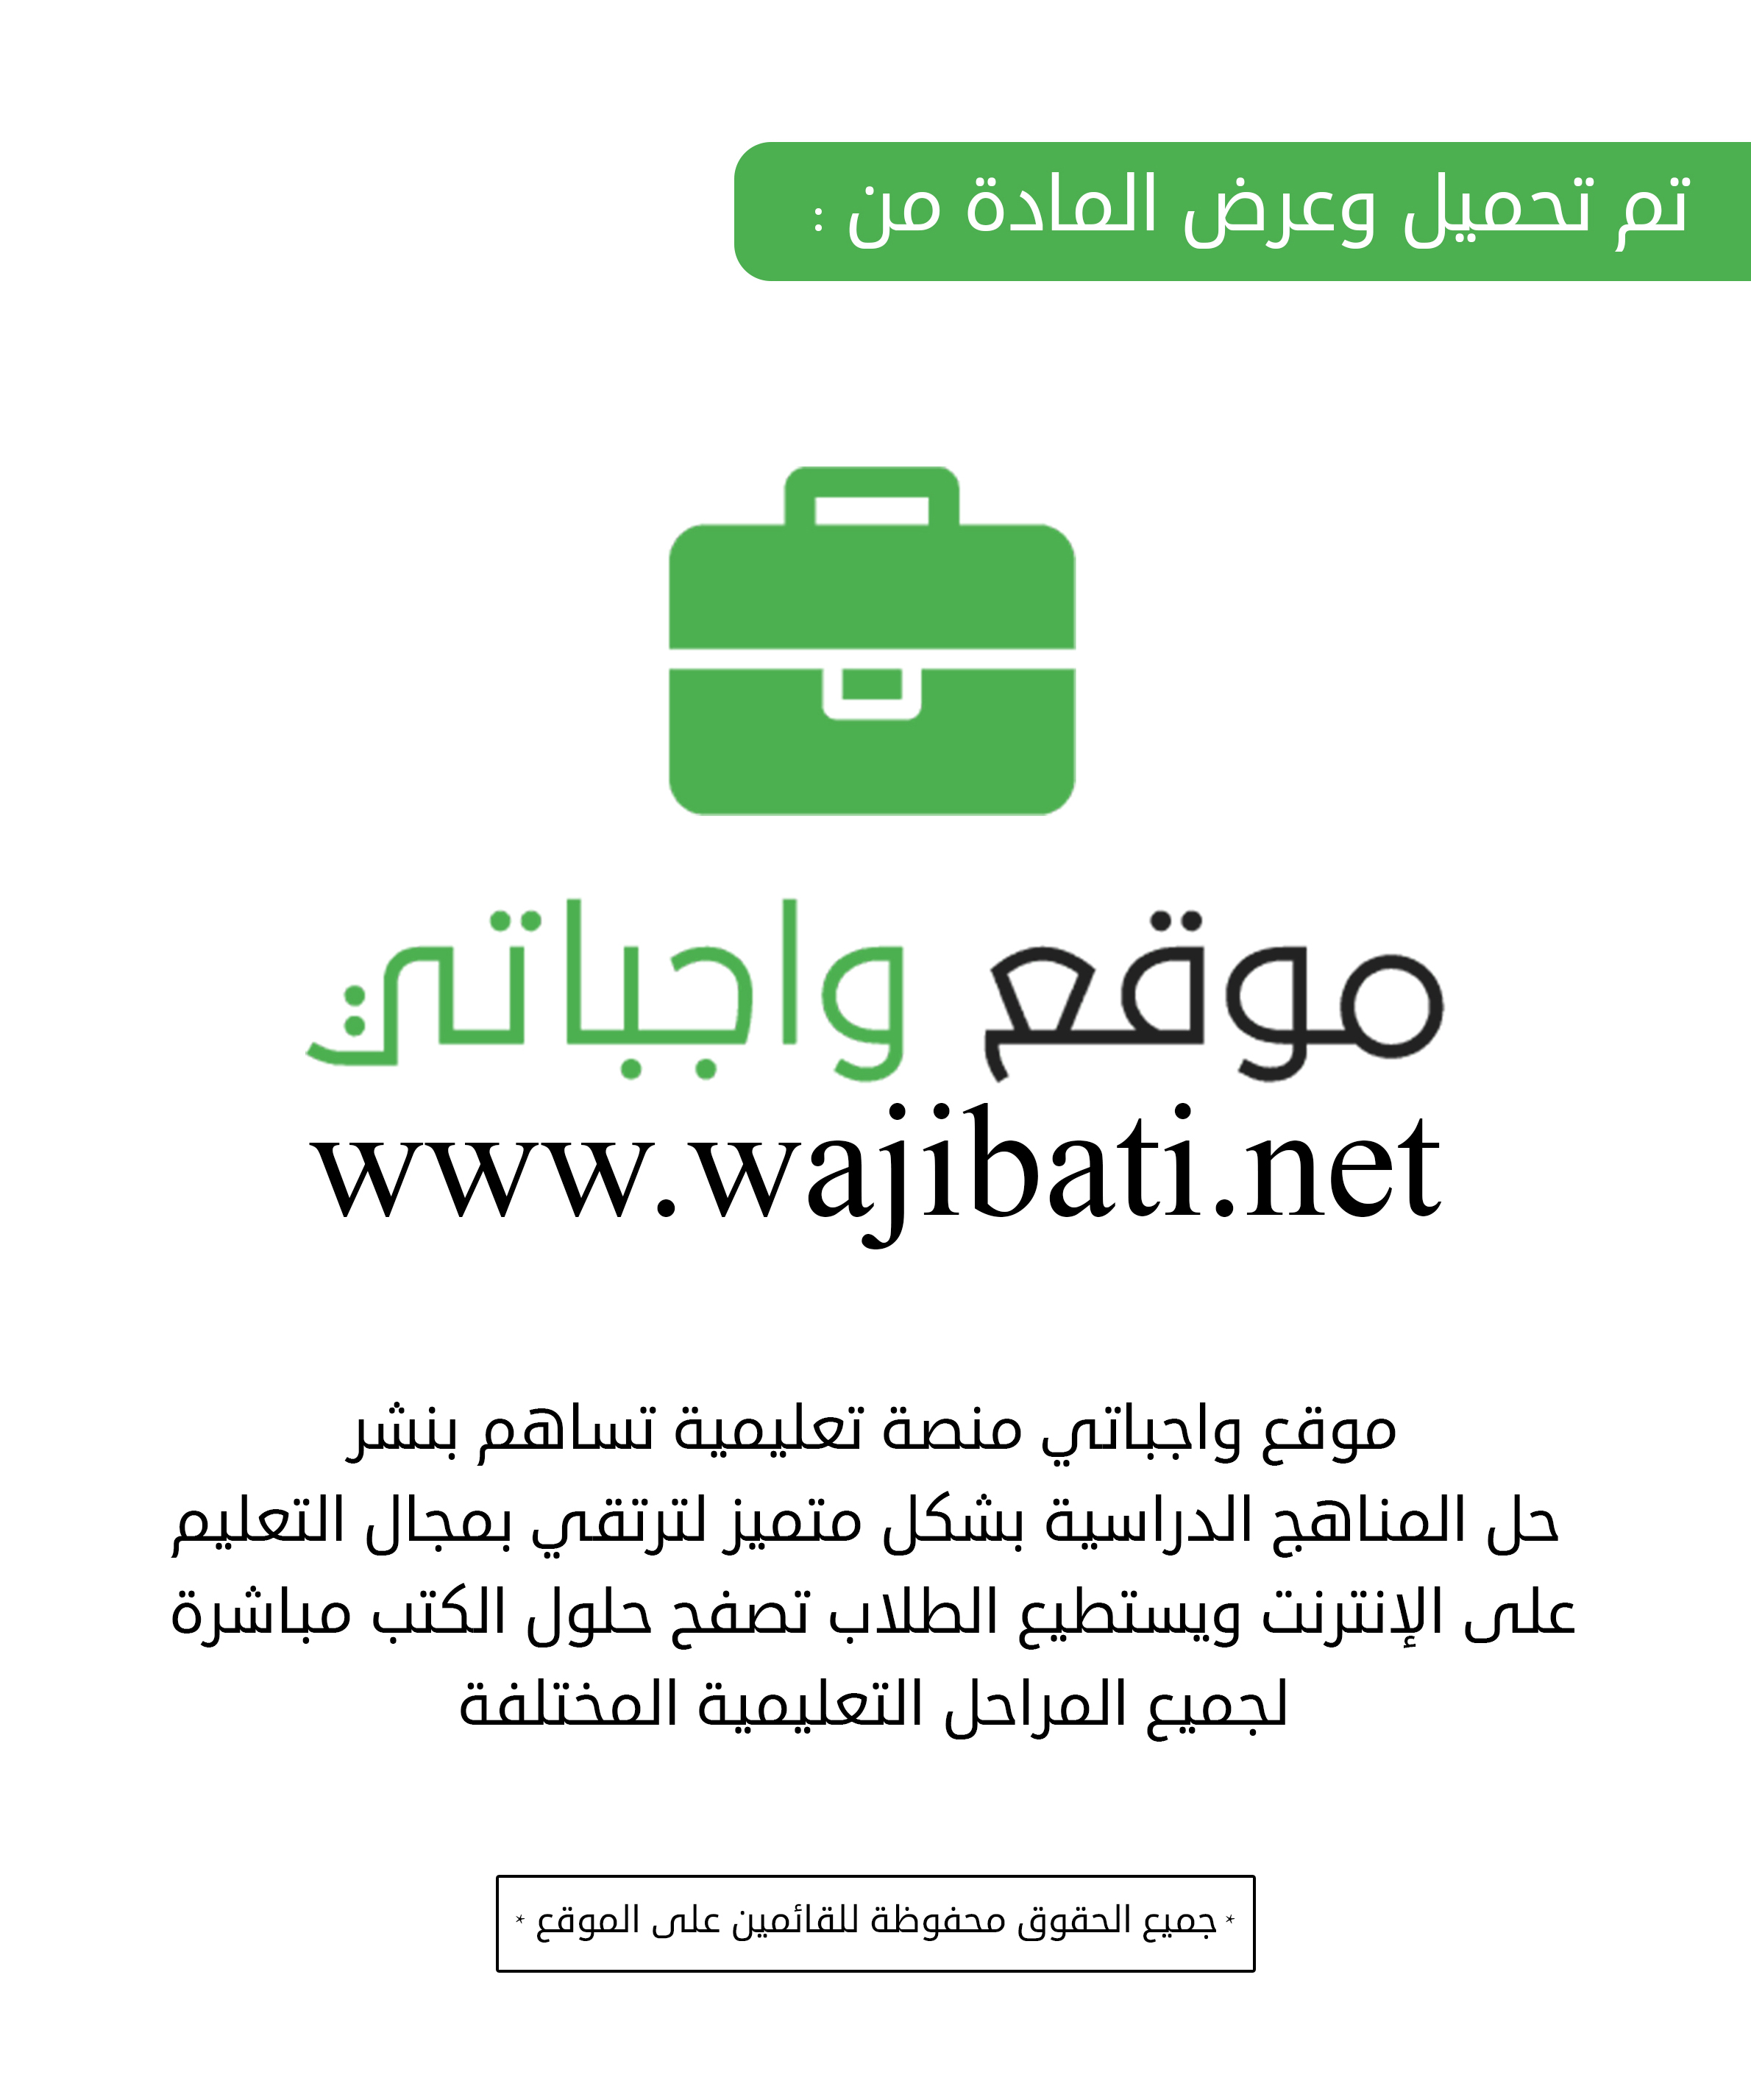 تم تحميل وعرض المادة من :
موقع واجباتي
www.wajibati.net
موقع واجباتي منصة تعليمية تساهم بنشر
حل المناهج الدراسية بشكل متميز لترتقي بمجال التعليم
على الإنترنت ويستطيع الطلاب تصفح حلول الكتب مباشرة
لجميع المراحل التعليمية المختلفة
* جميع الحقوق محفوظة للقائمين على الموقع *